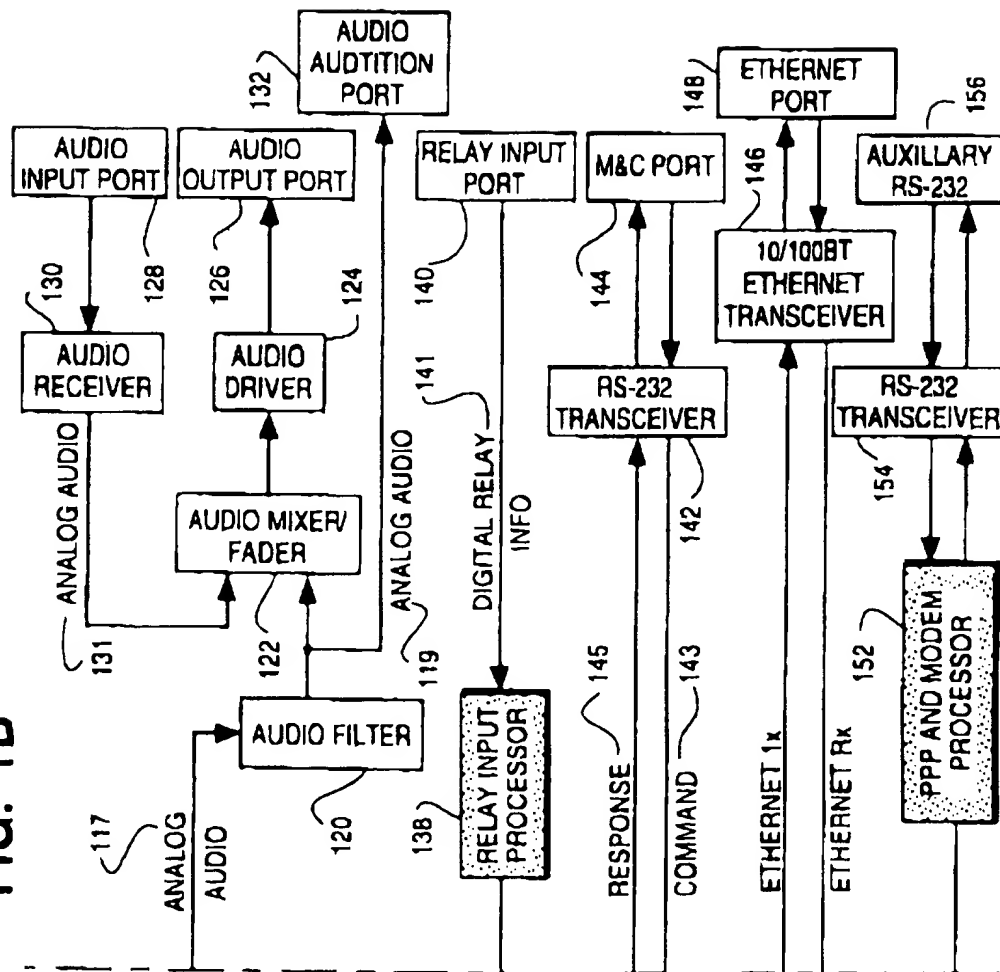 AUDIO
AUDTITION
PORT
132
AUDIO
INPUT PORT
128
AUDIO
OUTPUT PORT
126
RELAY INPUT
PORT
140
M&C PORT
144
ETHERNET
PORT
148
AUXILLARY
RS-232
156
130
AUDIO
RECEIVER
AUDIO
DRIVER
124
141
RS-232
TRANSCEIVER
142
146
10/100BT
ETHERNET
TRANSCEIVER
RS-232
TRANSCEIVER
154
ANALOG AUDIO
131
AUDIO MIXER/
FADER
122
ANALOG AUDIO
119
DIGITAL RELAY
INFO
FIG. 1B
117
ANALOG
AUDIO
AUDIO FILTER
120
RELAY INPUT
PROCESSOR
138
RESPONSE
145
COMMAND
143
ETHERNET 1x
ETHERNET Rx
PPP AND MODEM
PROCESSOR
152